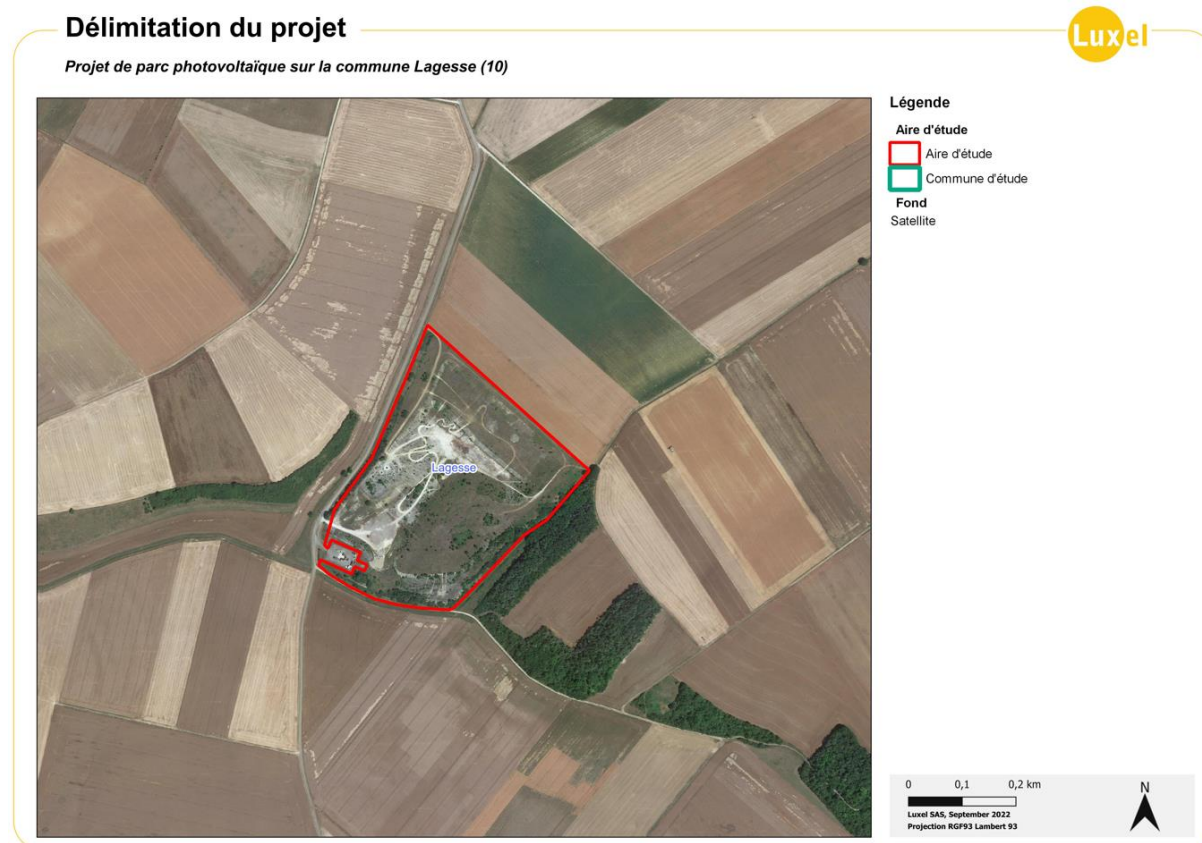 Délimitation du projet
Luxel
Projet de parc photovoltaïque sur la commune Lagesse (10)
Légende
Aire d'étude
Aire d'étude
Commune d'étude
Fond
Satellite
Lagesse
0 0,1 0,2 km
N
Luxel SAS, September 2022
Projection RGF93 Lambert 93